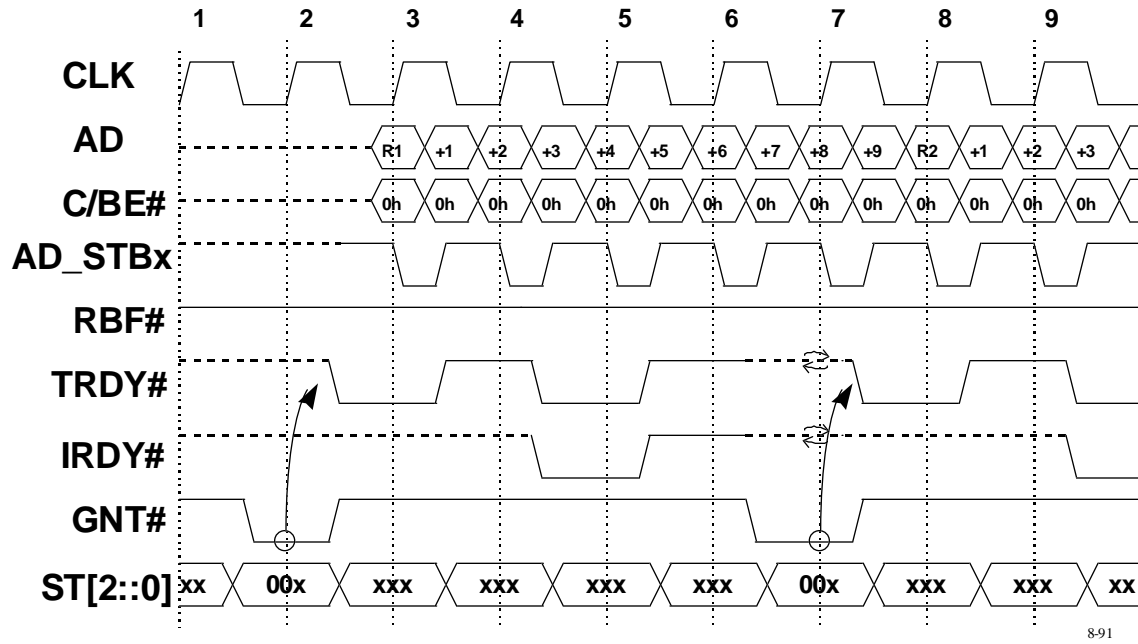 1 2 3 4 5 6 7 8 9
CLK
AD R1 +1 +2 +3 +4 +5 +6 +7 +8 +9 R2 +1 +2 +3
C/BE# 0h 0h 0h 0h 0h 0h 0h 0h 0h 0h 0h 0h 0h 0h
AD_STBx
RBF#
TRDY#
IRDY#
GNT#
ST[2::0] xx 00x xxx xxx xxx xxx 00x xxx xxx xx
8-91